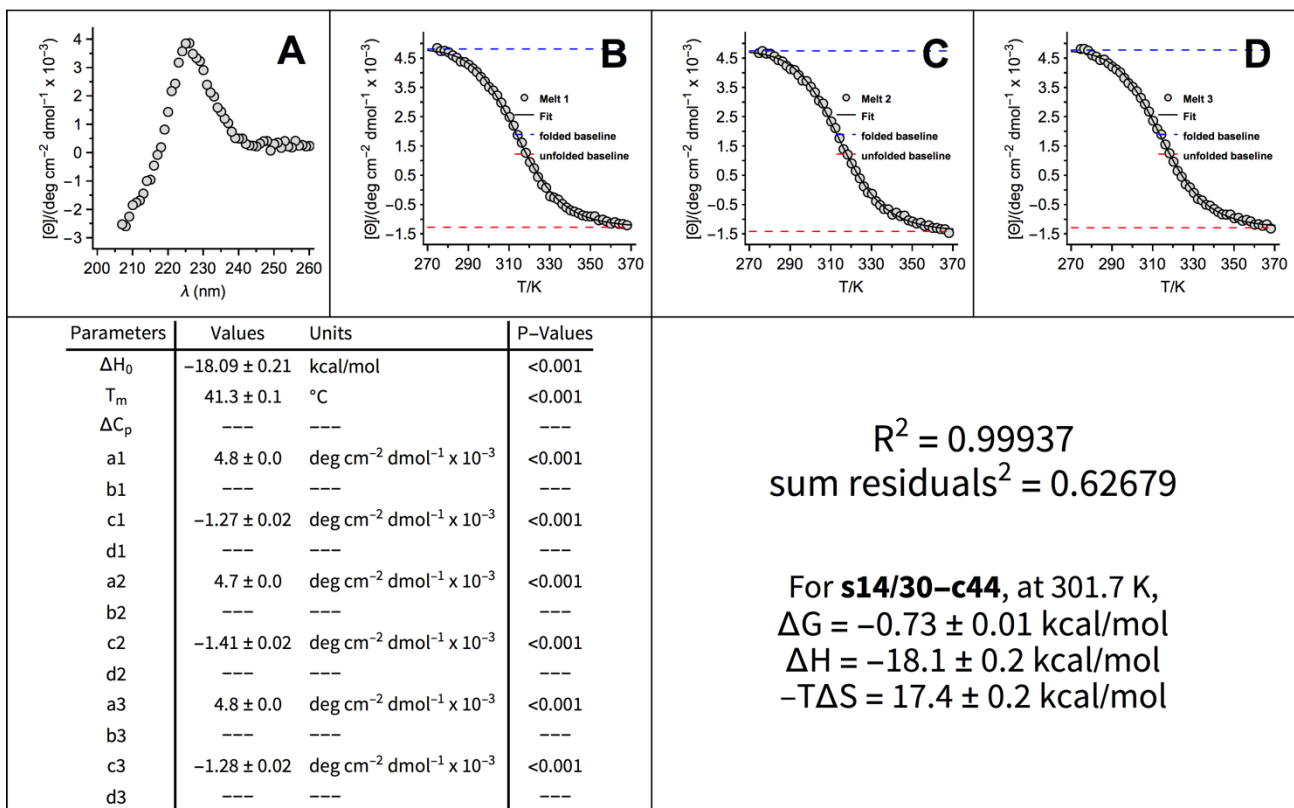 A
[Θ]/(deg cm⁻² dmol⁻¹ x 10⁻³)
4
3
2
1
0
−1
−2
−3
200 210 220 230 240 250 260
λ (nm)
B
[Θ]/(deg cm⁻² dmol⁻¹ x 10⁻³)
4.5
3.5
2.5
1.5
0.5
−0.5
−1.5
Melt 1
Fit
folded baseline
unfolded baseline
270 290 310 330 350 370
T/K
C
[Θ]/(deg cm⁻² dmol⁻¹ x 10⁻³)
4.5
3.5
2.5
1.5
0.5
−0.5
−1.5
Melt 2
Fit
folded baseline
unfolded baseline
270 290 310 330 350 370
T/K
D
[Θ]/(deg cm⁻² dmol⁻¹ x 10⁻³)
4.5
3.5
2.5
1.5
0.5
−0.5
−1.5
Melt 3
Fit
folded baseline
unfolded baseline
270 290 310 330 350 370
T/K
Parameters Values Units P−Values
ΔH₀ −18.09 ± 0.21 kcal/mol <0.001
Tₘ 41.3 ± 0.1 °C <0.001
ΔCₚ −−− −−− −−−
a1 4.8 ± 0.0 deg cm⁻² dmol⁻¹ x 10⁻³ <0.001
b1 −−− −−− −−−
c1 −1.27 ± 0.02 deg cm⁻² dmol⁻¹ x 10⁻³ <0.001
d1 −−− −−− −−−
a2 4.7 ± 0.0 deg cm⁻² dmol⁻¹ x 10⁻³ <0.001
b2 −−− −−− −−−
c2 −1.41 ± 0.02 deg cm⁻² dmol⁻¹ x 10⁻³ <0.001
d2 −−− −−− −−−
a3 4.8 ± 0.0 deg cm⁻² dmol⁻¹ x 10⁻³ <0.001
b3 −−− −−− −−−
c3 −1.28 ± 0.02 deg cm⁻² dmol⁻¹ x 10⁻³ <0.001
d3 −−− −−− −−−
R² = 0.99937
sum residuals² = 0.62679
For s14/30−c44, at 301.7 K,
ΔG = −0.73 ± 0.01 kcal/mol
ΔH = −18.1 ± 0.2 kcal/mol
−TΔS = 17.4 ± 0.2 kcal/mol